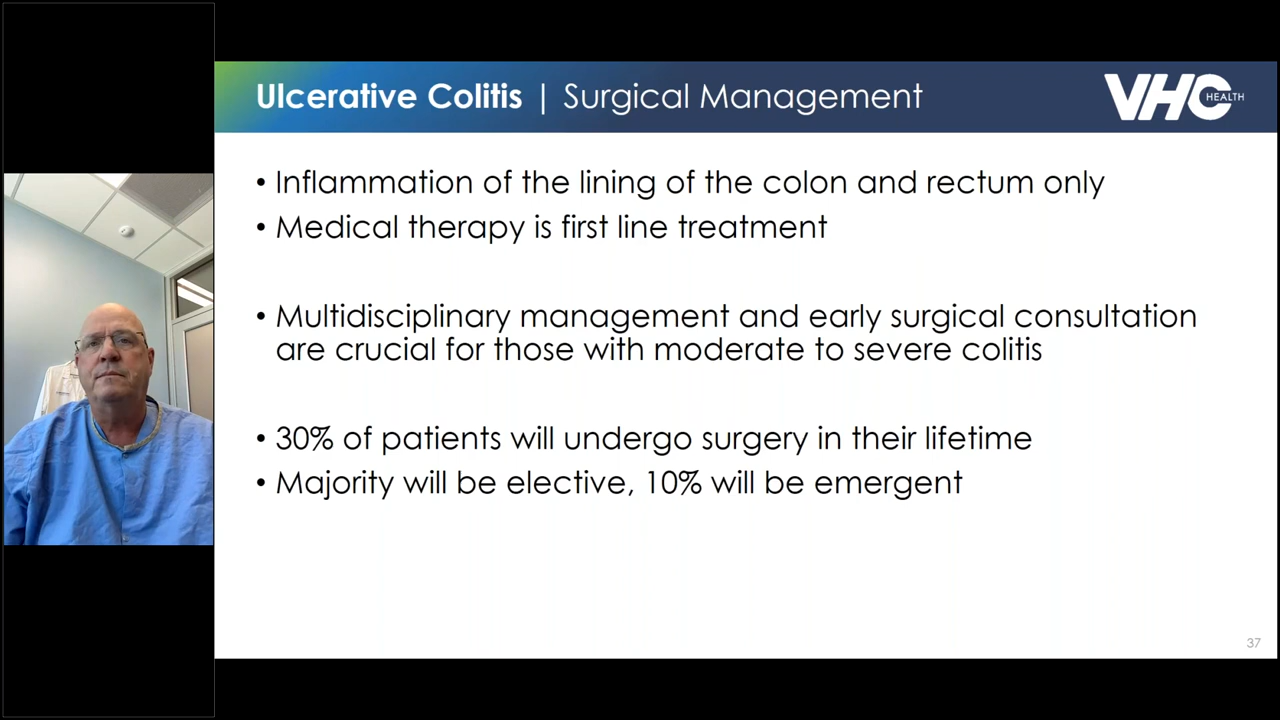 Ulcerative Colitis | Surgical Management
VHC HEALTH
• Inflammation of the lining of the colon and rectum only
• Medical therapy is first line treatment
• Multidisciplinary management and early surgical consultation
are crucial for those with moderate to severe colitis
• 30% of patients will undergo surgery in their lifetime
• Majority will be elective, 10% will be emergent
37